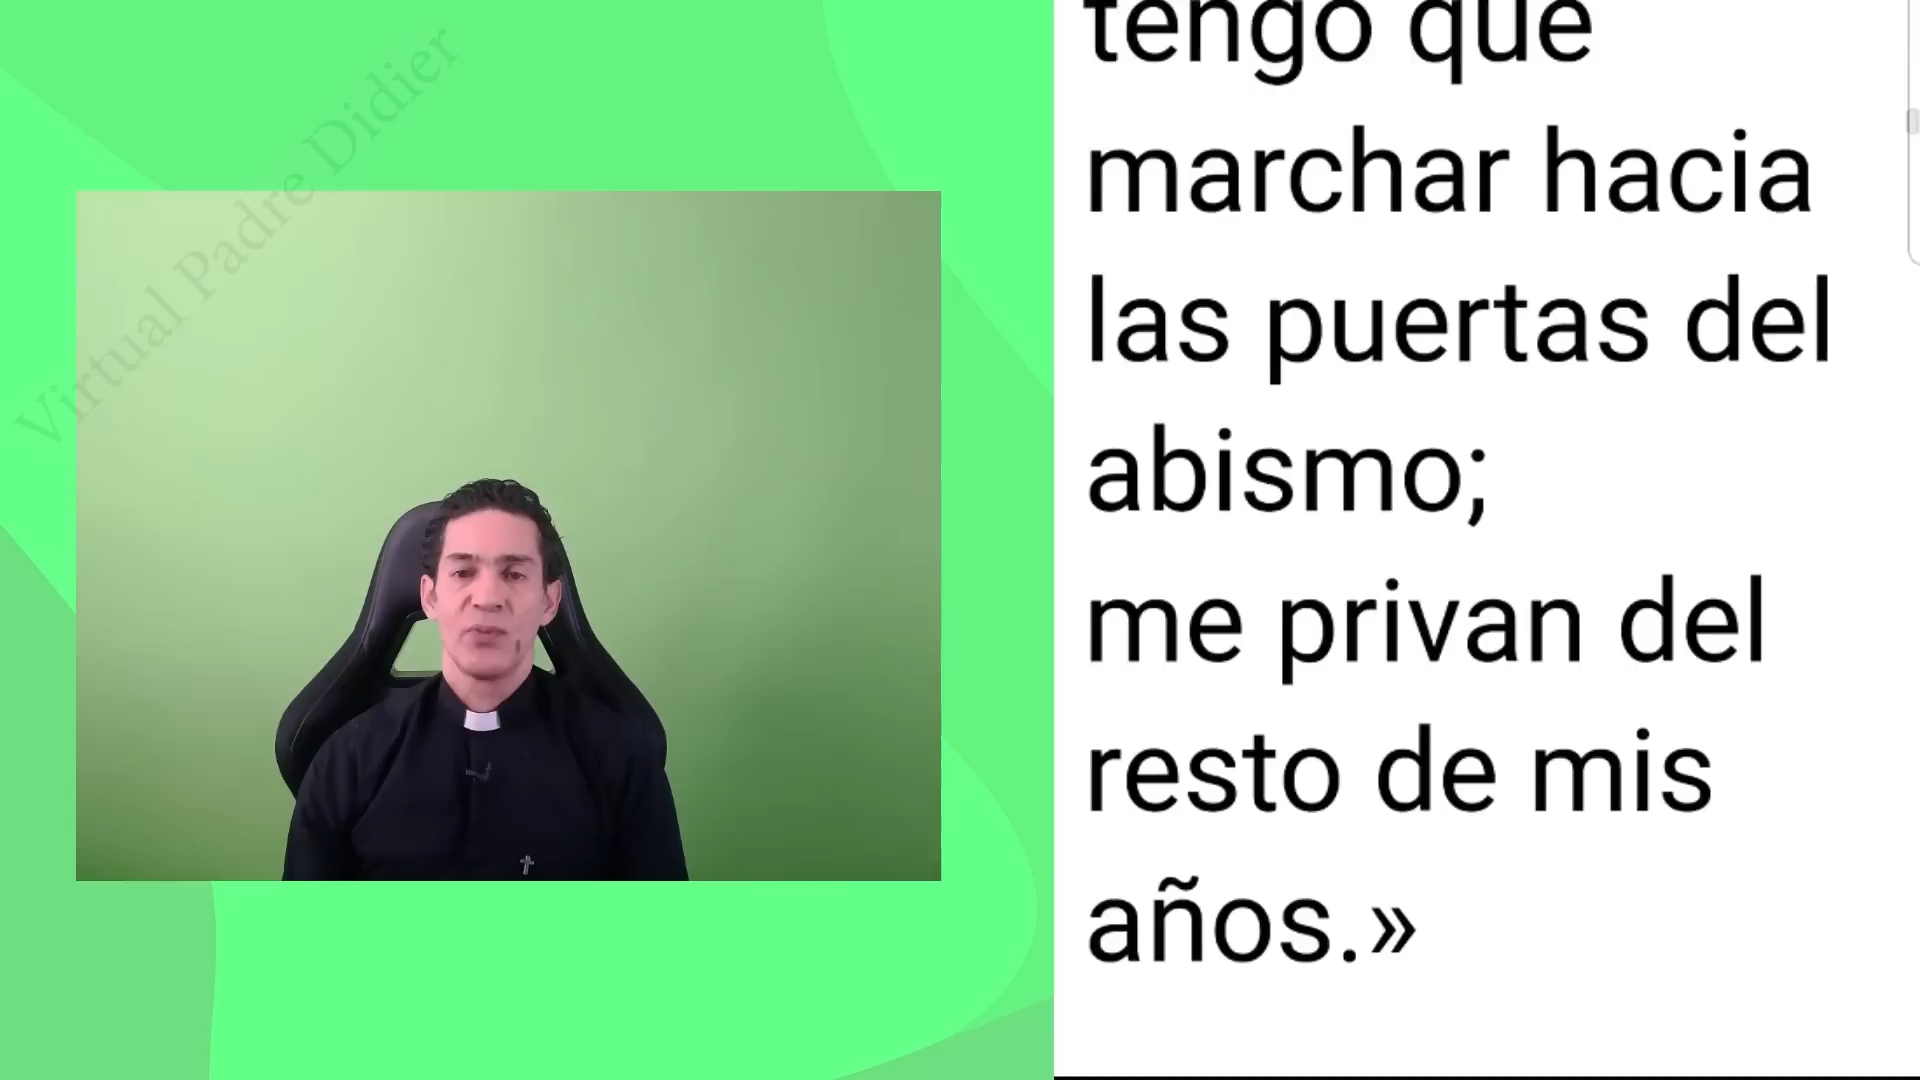 Virtual Padre Didier
tengo que
marchar hacia
las puertas del
abismo;
me privan del
resto de mis
años.»